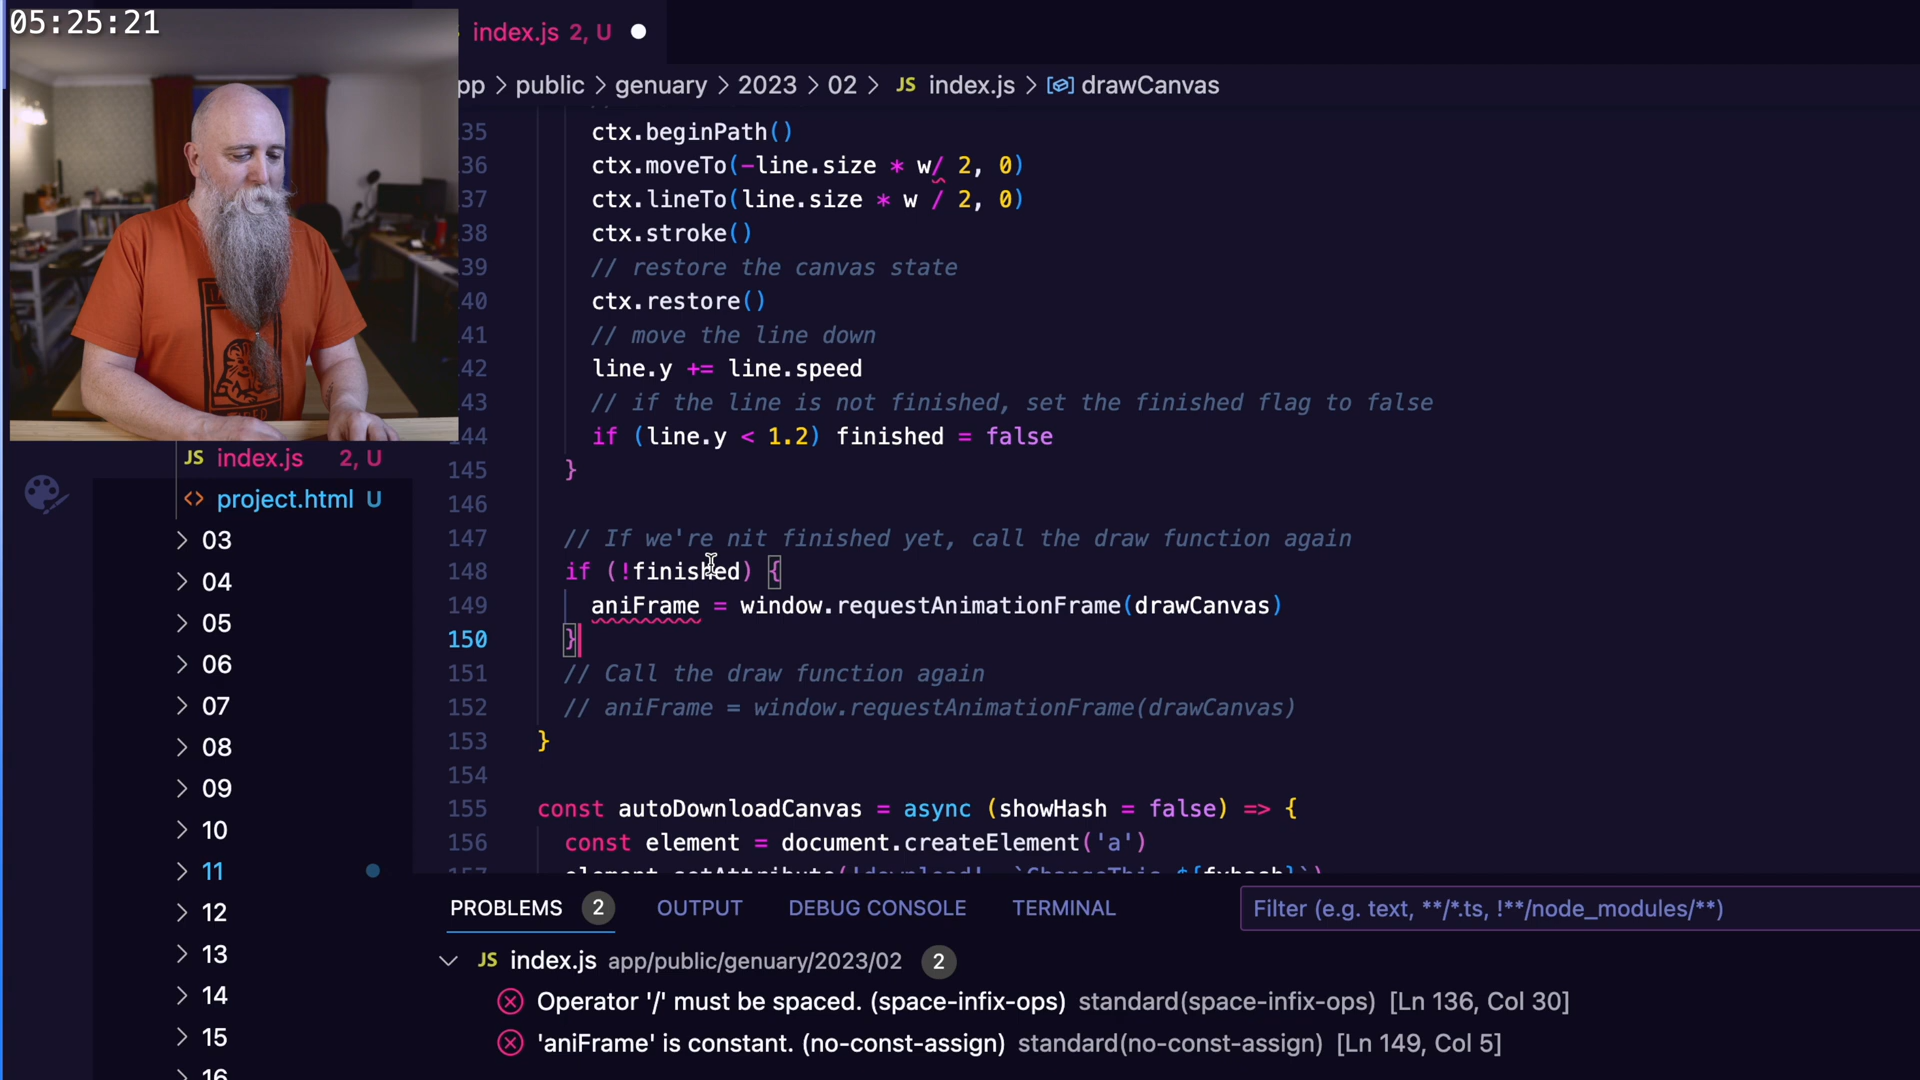 05:25:21
index.js 2, U
pp > public > genuary > 2023 > 02 > JS index.js > drawCanvas
35 ctx.beginPath()
36 ctx.moveTo(-line.size * w/ 2, 0)
37 ctx.lineTo(line.size * w / 2, 0)
38 ctx.stroke()
39 // restore the canvas state
40 ctx.restore()
41 // move the line down
42 line.y += line.speed
43 // if the line is not finished, set the finished flag to false
144 if (line.y < 1.2) finished = false
145 }
146
147 // If we're nit finished yet, call the draw function again
148 if (!finished) {
149 aniFrame = window.requestAnimationFrame(drawCanvas)
150 }
151 // Call the draw function again
152 // aniFrame = window.requestAnimationFrame(drawCanvas)
153 }
154
155 const autoDownloadCanvas = async (showHash = false) => {
156 const element = document.createElement('a')
JS index.js 2, U
<> project.html U
> 03
> 04
> 05
> 06
> 07
> 08
> 09
> 10
> 11
> 12
> 13
> 14
> 15
16
PROBLEMS 2 OUTPUT DEBUG CONSOLE TERMINAL
Filter (e.g. text, **/*.ts, !**/node_modules/**)
JS index.js app/public/genuary/2023/02 2
Operator '/' must be spaced. (space-infix-ops) standard(space-infix-ops) [Ln 136, Col 30]
'aniFrame' is constant. (no-const-assign) standard(no-const-assign) [Ln 149, Col 5]